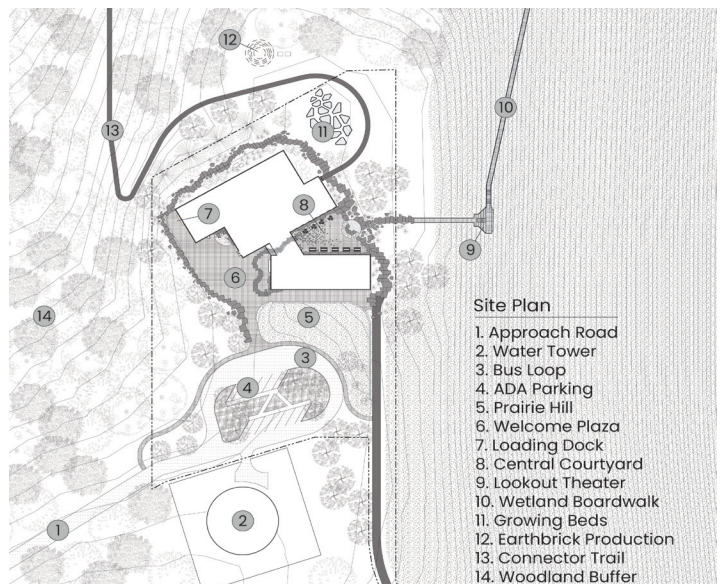 12
10
13
11
7
8
9
6
14
5
3
4
1
2
Site Plan
1. Approach Road
2. Water Tower
3. Bus Loop
4. ADA Parking
5. Prairie Hill
6. Welcome Plaza
7. Loading Dock
8. Central Courtyard
9. Lookout Theater
10. Wetland Boardwalk
11. Growing Beds
12. Earthbrick Production
13. Connector Trail
14. Woodland Buffer